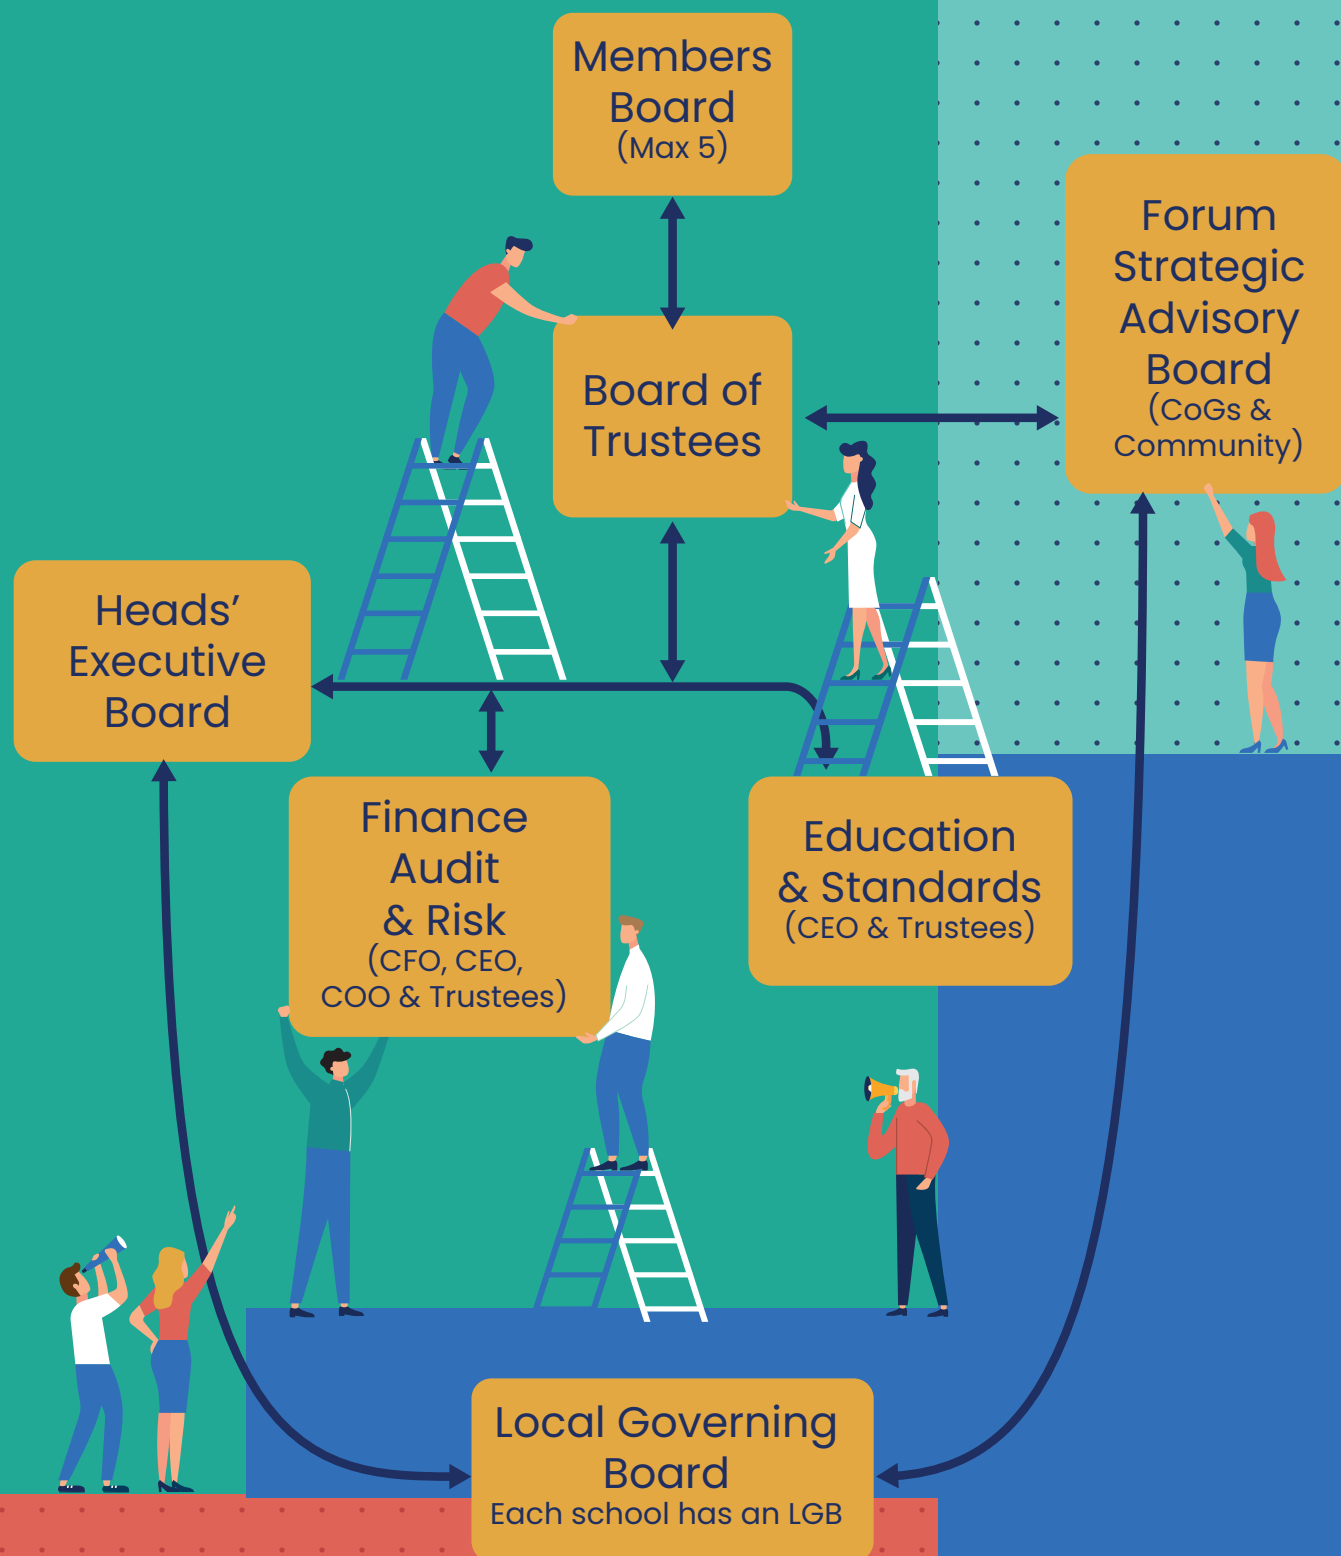 Members
Board
(Max 5)
Forum
Strategic
Advisory
Board
(CoGs &
Community)
Board of
Trustees
Heads’
Executive
Board
Finance
Audit
& Risk
(CFO, CEO,
COO & Trustees)
Education
& Standards
(CEO & Trustees)
Local Governing
Board
Each school has an LGB